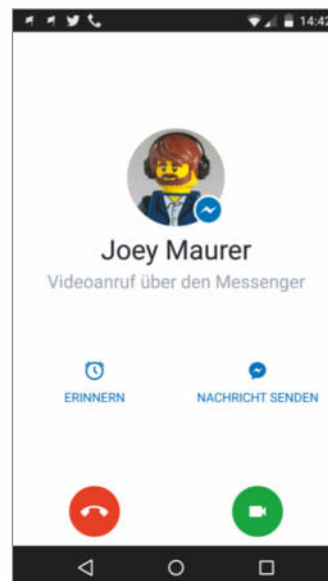 14:42
Joey Maurer
Videoanruf über den Messenger
ERINNERN
NACHRICHT SENDEN